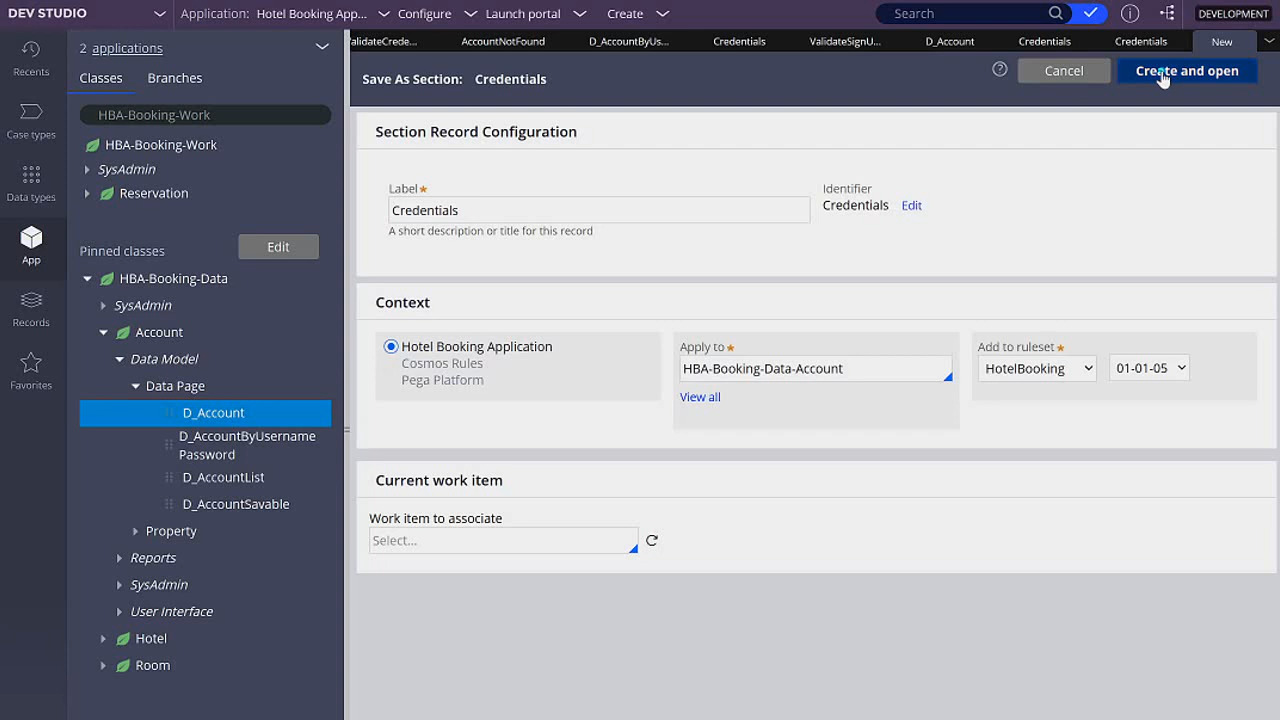 DEV STUDIO
Application: Hotel Booking App...
Configure
Launch portal
Create
Search
DEVELOPMENT
alidateCrede...
AccountNotFound
D_AccountByUs...
Credentials
ValidateSignU...
D_Account
Credentials
Credentials
New
Recents
Case types
Data types
App
Records
Favorites
2 applications
Classes
Branches
HBA-Booking-Work
HBA-Booking-Work
SysAdmin
Reservation
Pinned classes
Edit
HBA-Booking-Data
SysAdmin
Account
Data Model
Data Page
D_Account
D_AccountByUsername
Password
D_AccountList
D_AccountSavable
Property
Reports
SysAdmin
User Interface
Hotel
Room
Save As Section: Credentials
Cancel
Create and open
Section Record Configuration
Label★
Credentials
A short description or title for this record
Identifier
Credentials Edit
Context
Hotel Booking Application
Cosmos Rules
Pega Platform
Apply to ★
HBA-Booking-Data-Account
View all
Add to ruleset★
HotelBooking
01-01-05
Current work item
Work item to associate
Select...